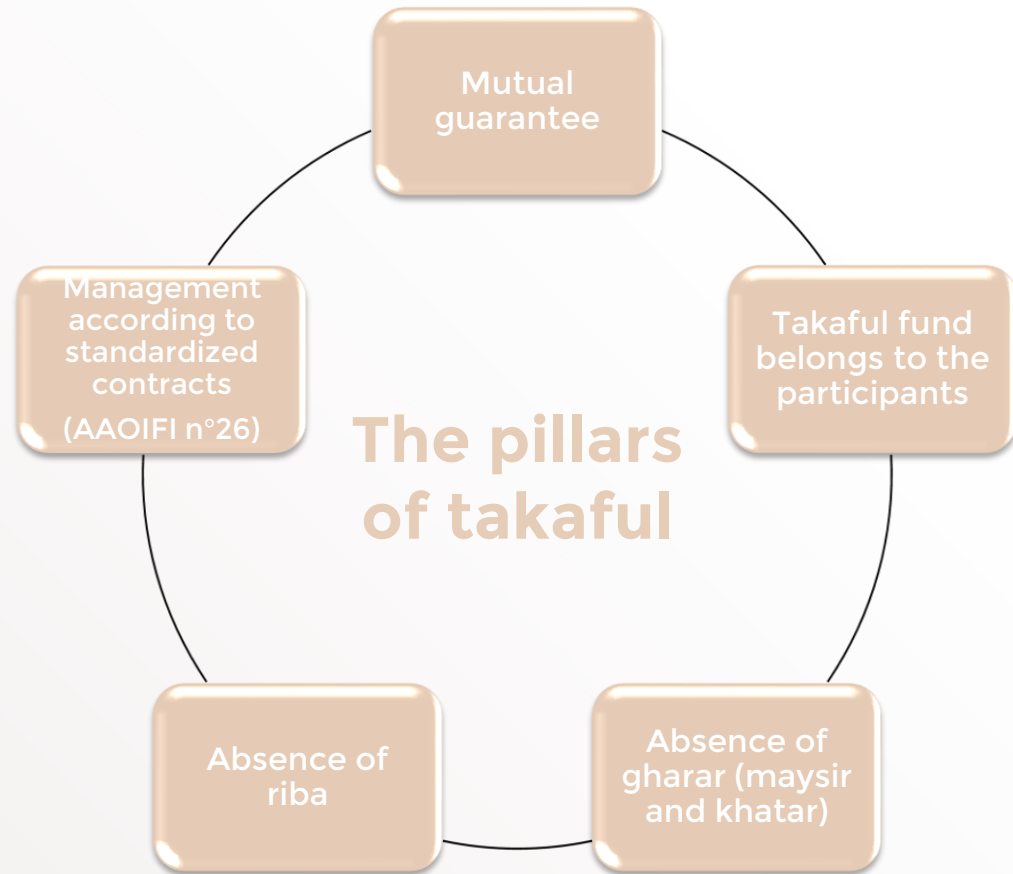 Mutual
guarantee
Takaful fund
belongs to the
participants
Absence of
gharar (maysir
and khatar)
Absence of
riba
Management
according to
standardized
contracts
(AAOIFI n°26)
The pillars
of takaful